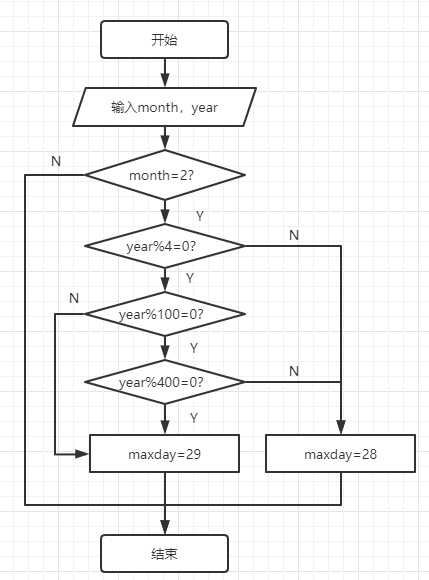 开始
输入month，year
N
month=2?
Y
year%4=0?
N
Y
N
year%100=0?
Y
year%400=0?
N
Y
maxday=29
maxday=28
结束